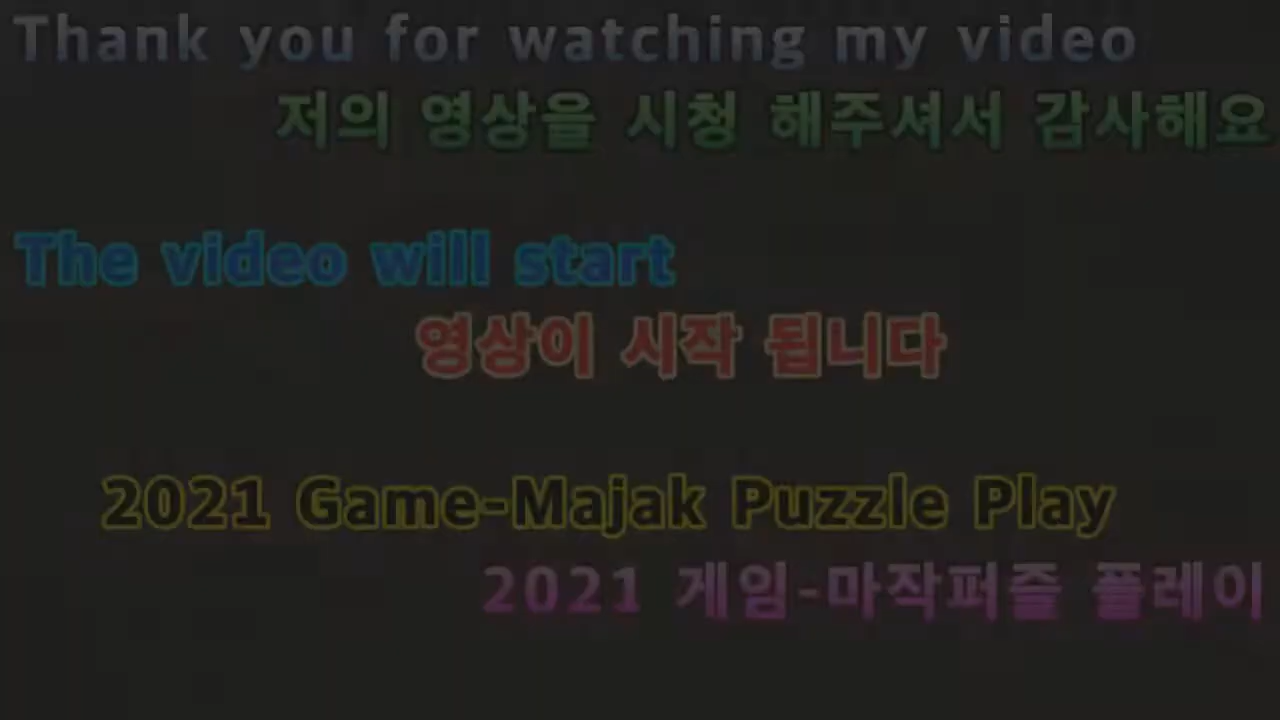 Thank you for watching my video
저의 영상을 시청 해주셔서 감사해요
The video will start
영상이 시작 됩니다
2021 Game-Majak Puzzle Play
2021 게임-마작퍼즐 플레이